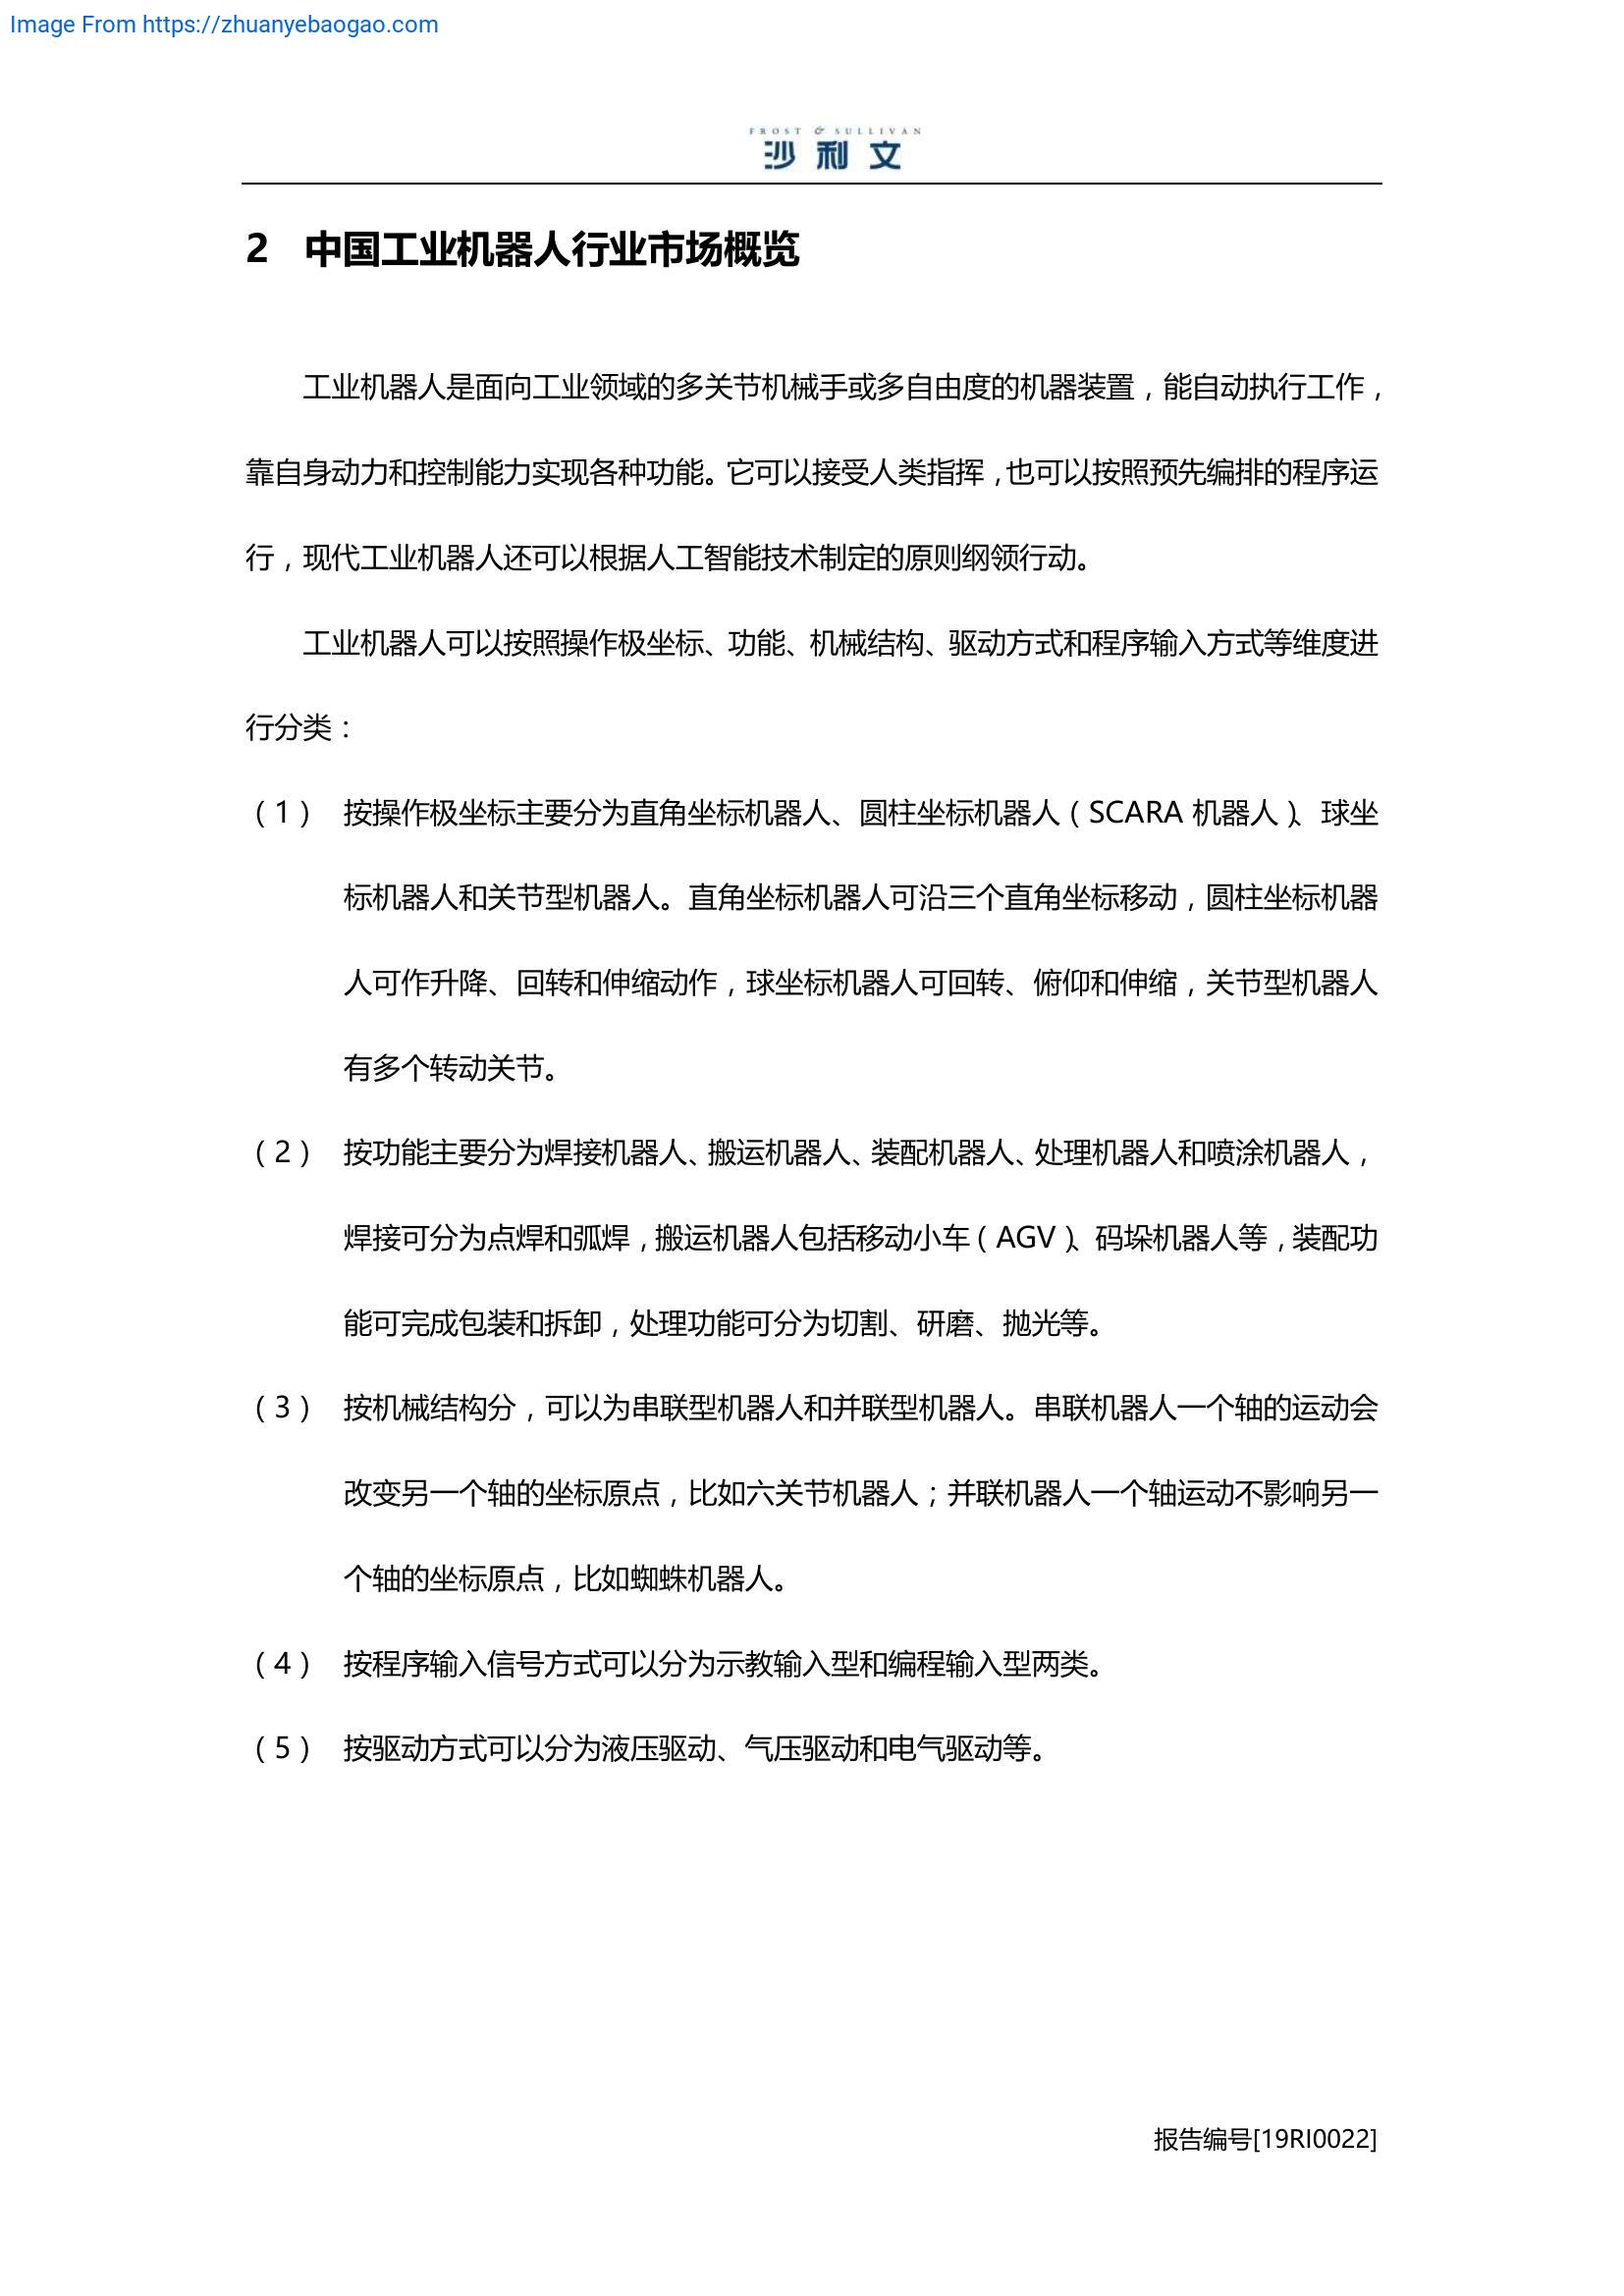 Image From https://zhuanyebaogao.com
FROST & SULLIVAN
沙利文
2 中国工业机器人行业市场概览
工业机器人是面向工业领域的多关节机械手或多自由度的机器装置，能自动执行工作，
靠自身动力和控制能力实现各种功能。它可以接受人类指挥，也可以按照预先编排的程序运
行，现代工业机器人还可以根据人工智能技术制定的原则纲领行动。
工业机器人可以按照操作极坐标、功能、机械结构、驱动方式和程序输入方式等维度进
行分类：
（1） 按操作极坐标主要分为直角坐标机器人、圆柱坐标机器人（SCARA 机器人）、球坐
标机器人和关节型机器人。直角坐标机器人可沿三个直角坐标移动，圆柱坐标机器
人可作升降、回转和伸缩动作，球坐标机器人可回转、俯仰和伸缩，关节型机器人
有多个转动关节。
（2） 按功能主要分为焊接机器人、搬运机器人、装配机器人、处理机器人和喷涂机器人，
焊接可分为点焊和弧焊，搬运机器人包括移动小车（AGV）、码垛机器人等，装配功
能可完成包装和拆卸，处理功能可分为切割、研磨、抛光等。
（3） 按机械结构分，可以为串联型机器人和并联型机器人。串联机器人一个轴的运动会
改变另一个轴的坐标原点，比如六关节机器人；并联机器人一个轴运动不影响另一
个轴的坐标原点，比如蜘蛛机器人。
（4） 按程序输入信号方式可以分为示教输入型和编程输入型两类。
（5） 按驱动方式可以分为液压驱动、气压驱动和电气驱动等。
报告编号[19RI0022]